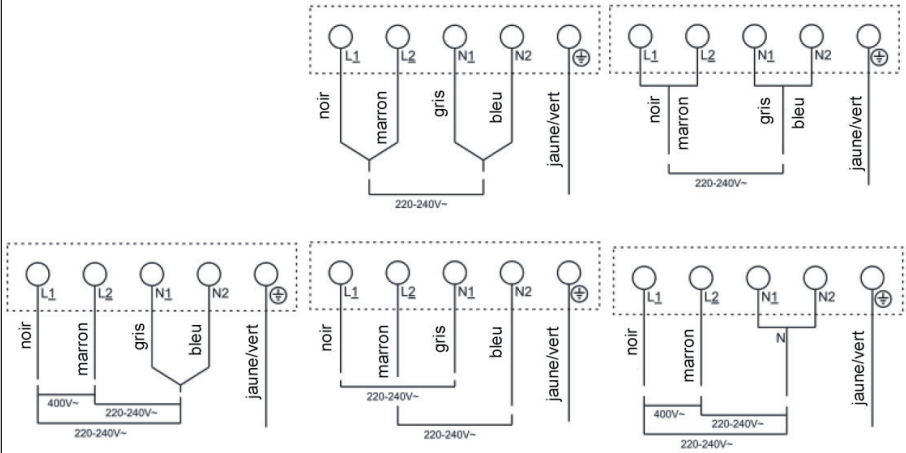 L1 L2 N1 N2
noir marron gris bleu jaune/vert
220-240V~
L1 L2 N1 N2
noir marron gris bleu jaune/vert
220-240V~
L1 L2 N1 N2
noir marron gris bleu jaune/vert
400V~
220-240V~
220-240V~
L1 L2 N1 N2
noir marron gris bleu jaune/vert
220-240V~
220-240V~
L1 L2 N1 N2
N
noir marron jaune/vert
400V~
220-240V~
220-240V~